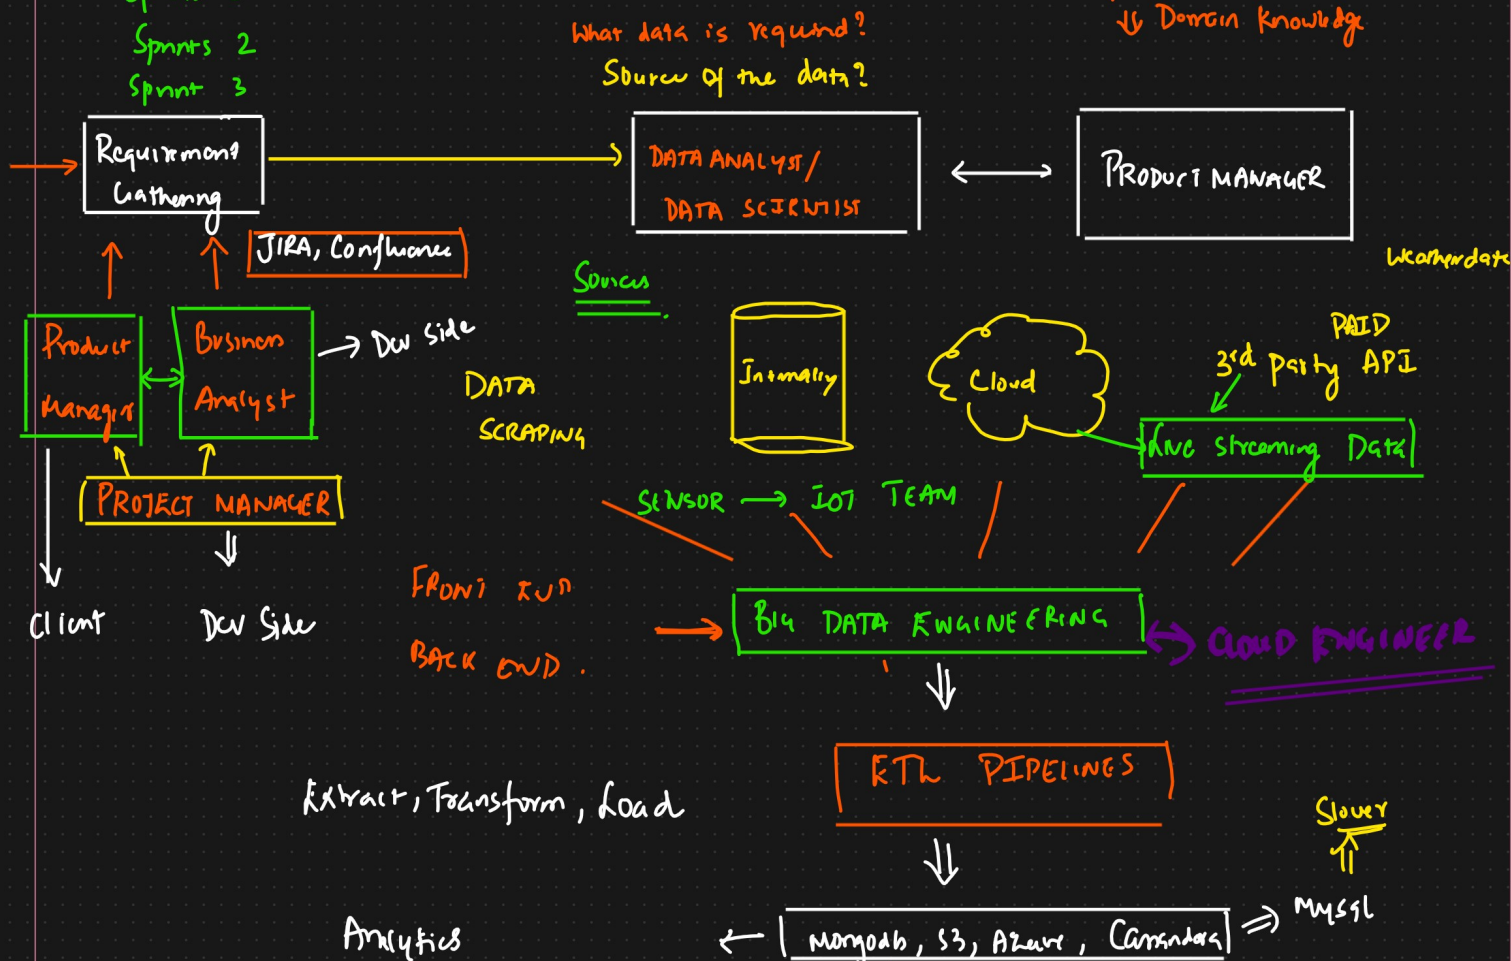 Sprints 2
Sprint 3
What data is required?
Source of the data?
Domain Knowledge
Requirement
Gathering
DATA ANALYST/
DATA SCIENTIST
PRODUCT MANAGER
JIRA, Confluence
Sources
Weatherdata
Product
Manager
Business
Analyst
Dev Side
DATA
SCRAPING
Internally
Cloud
PAID
3rd party API
Live streaming Data
PROJECT MANAGER
SENSOR → IOT TEAM
Client
Dev Side
FRONT END
BACK END.
BIG DATA ENGINEERING
CLOUD ENGINEER
ETL PIPELINES
Extract, Transform, Load
Slower
Mysql
Analytics
Mongodb, S3, Azure, Cassandra